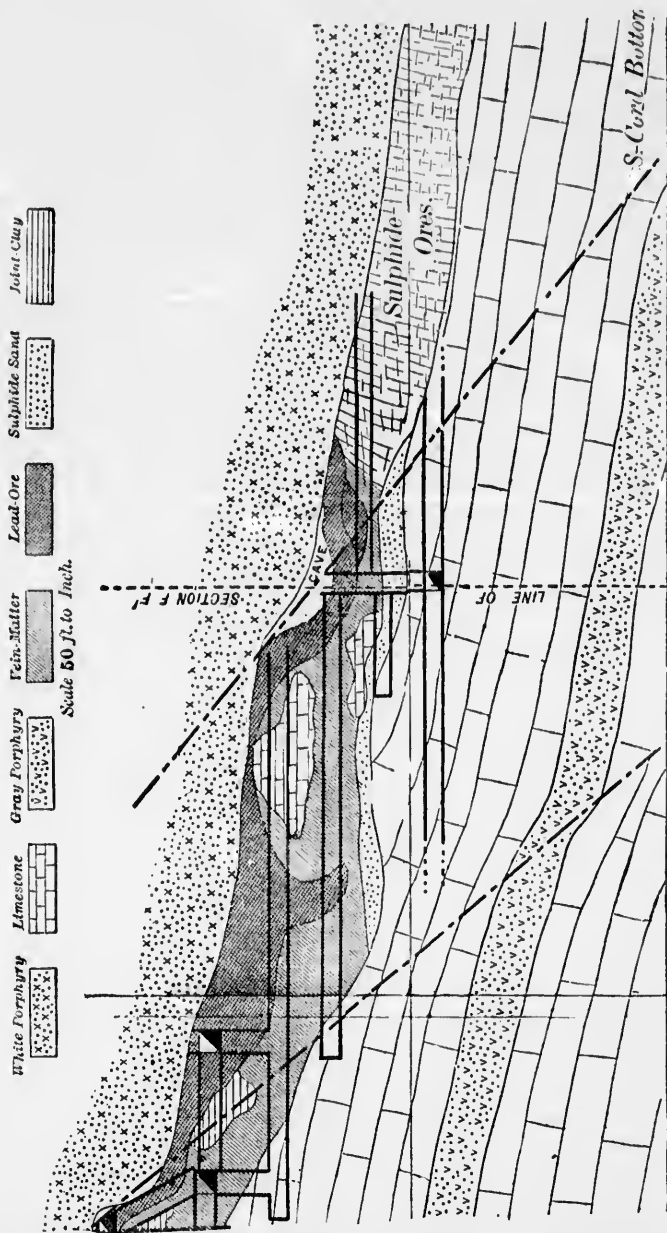 White Porphyry
Limestone
Gray Porphyry
Vein-Matter
Lead-Ore
Sulphide Sand
Joint-Clay
Scale 50 ft. to Inch.
Sulphide
Ores
CAVE
LINE OF
SECTION F F'
S-Cord Button